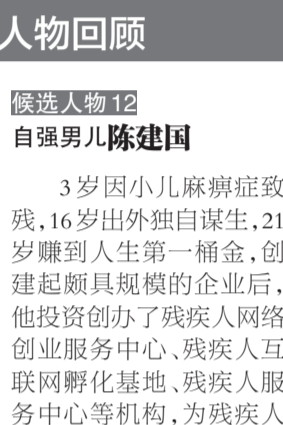 人物回顾
候选人物12
自强男儿陈建国
3岁因小儿麻痹症致
残,16岁出外独自谋生,21
岁赚到人生第一桶金,创
建起颇具规模的企业后,
他投资创办了残疾人网络
创业服务中心、残疾人互
联网孵化基地、残疾人服
务中心等机构,为残疾人